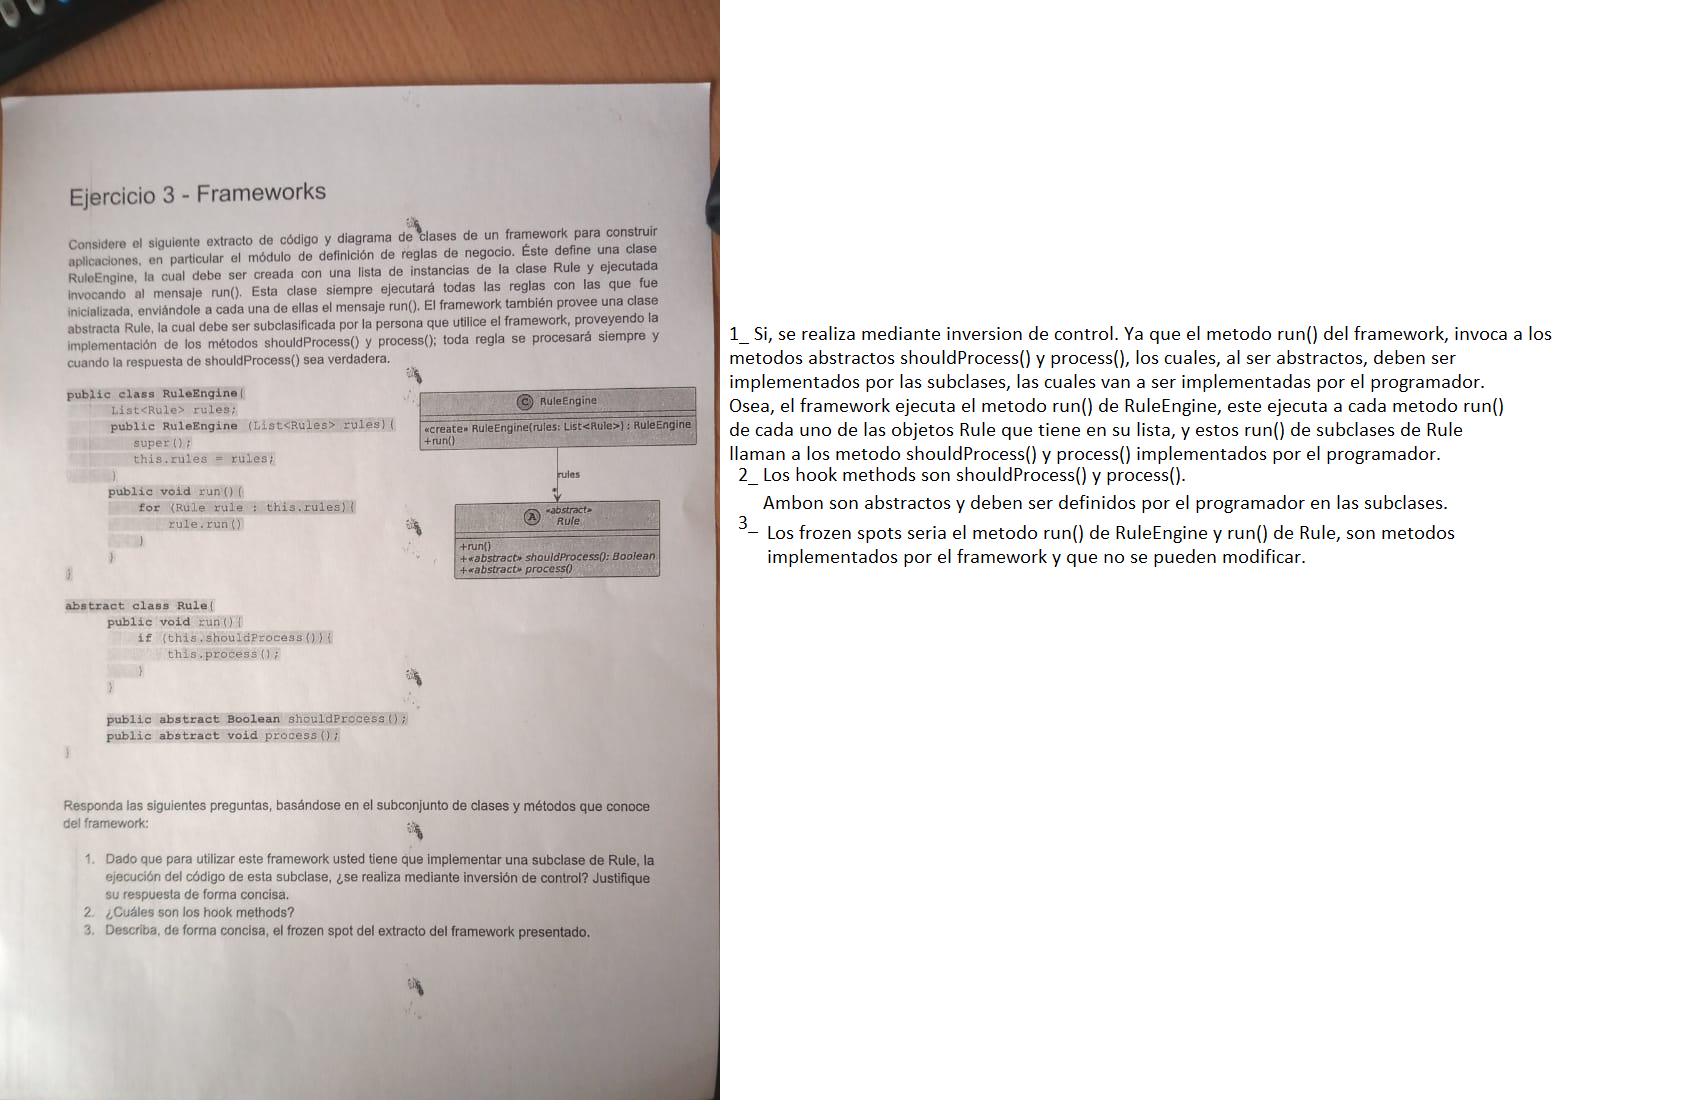 Ejercicio 3 - Frameworks
Considere el siguiente extracto de código y diagrama de clases de un framework para construir
aplicaciones, en particular el módulo de definición de reglas de negocio. Éste define una clase
RuleEngine, la cual debe ser creada con una lista de instancias de la clase Rule y ejecutada
invocando al mensaje run(). Esta clase siempre ejecutará todas las reglas con las que fue
inicializada, enviándole a cada una de ellas el mensaje run(). El framework también provee una clase
abstracta Rule, la cual debe ser subclasificada por la persona que utilice el framework, proveyendo la
implementación de los métodos shouldProcess() y process(); toda regla se procesará siempre y
cuando la respuesta de shouldProcess() sea verdadera.
public class RuleEngine{
List<Rule> rules;
public RuleEngine (List<Rules> rules){
super();
this.rules = rules;
}
public void run(){
for (Rule rule : this.rules){
rule.run()
}
}
}
abstract class Rule{
public void run(){
if (this.shouldProcess()){
this.process();
}
}
public abstract Boolean shouldProcess();
public abstract void process();
}
C RuleEngine
«create» RuleEngine(rules: List<Rule>) : RuleEngine
+run()
rules
*
A «abstract»
Rule
+run()
+«abstract» shouldProcess(): Boolean
+«abstract» process()
Responda las siguientes preguntas, basándose en el subconjunto de clases y métodos que conoce
del framework:
1. Dado que para utilizar este framework usted tiene que implementar una subclase de Rule, la
ejecución del código de esta subclase, ¿se realiza mediante inversión de control? Justifique
su respuesta de forma concisa.
2. ¿Cuáles son los hook methods?
3. Describa, de forma concisa, el frozen spot del extracto del framework presentado.
1_ Si, se realiza mediante inversion de control. Ya que el metodo run() del framework, invoca a los
metodos abstractos shouldProcess() y process(), los cuales, al ser abstractos, deben ser
implementados por las subclases, las cuales van a ser implementadas por el programador.
Osea, el framework ejecuta el metodo run() de RuleEngine, este ejecuta a cada metodo run()
de cada uno de las objetos Rule que tiene en su lista, y estos run() de subclases de Rule
llaman a los metodo shouldProcess() y process() implementados por el programador.
2_ Los hook methods son shouldProcess() y process().
Ambon son abstractos y deben ser definidos por el programador en las subclases.
3_ Los frozen spots seria el metodo run() de RuleEngine y run() de Rule, son metodos
implementados por el framework y que no se pueden modificar.